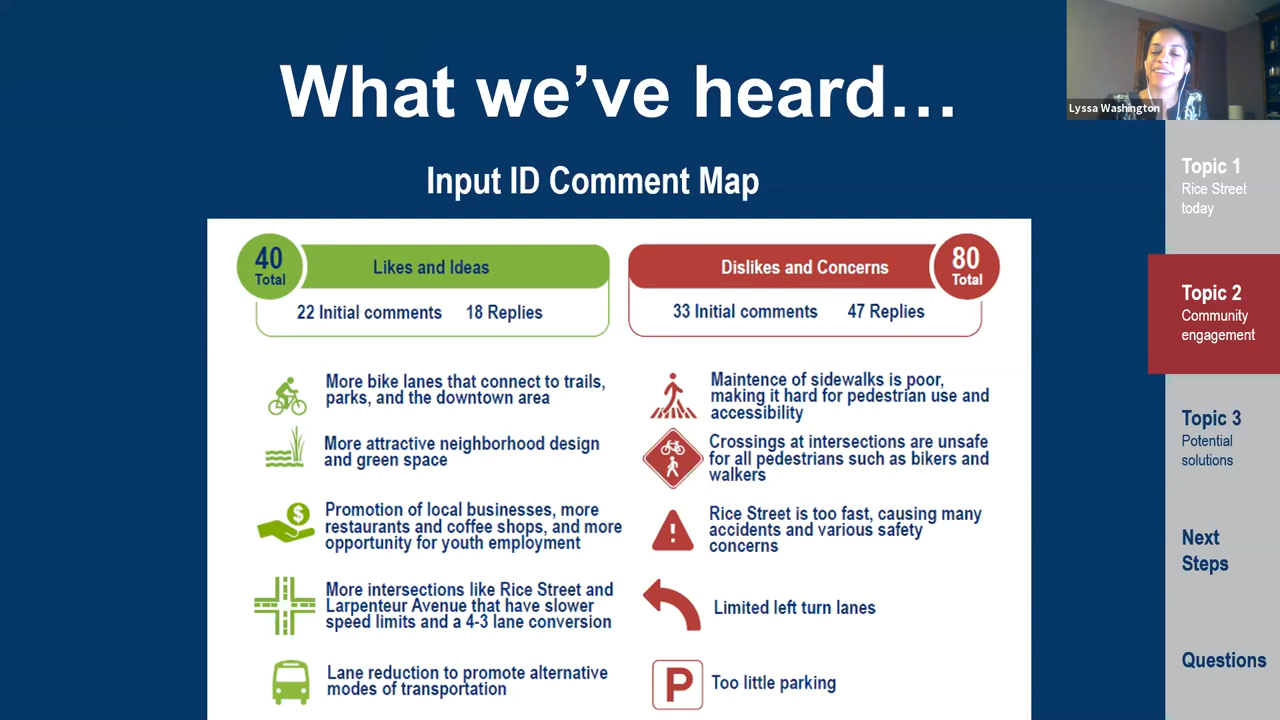 What we've heard...
Input ID Comment Map
40
Total
Likes and Ideas
22 Initial comments 18 Replies
More bike lanes that connect to trails,
parks, and the downtown area
More attractive neighborhood design
and green space
Promotion of local businesses, more
restaurants and coffee shops, and more
opportunity for youth employment
More intersections like Rice Street and
Larpenteur Avenue that have slower
speed limits and a 4-3 lane conversion
Lane reduction to promote alternative
modes of transportation
Dislikes and Concerns
80
Total
33 Initial comments 47 Replies
Maintence of sidewalks is poor,
making it hard for pedestrian use and
accessibility
Crossings at intersections are unsafe
for all pedestrians such as bikers and
walkers
Rice Street is too fast, causing many
accidents and various safety
concerns
Limited left turn lanes
P
Too little parking
Lyssa Washington
Topic 1
Rice Street
today
Topic 2
Community
engagement
Topic 3
Potential
solutions
Next
Steps
Questions